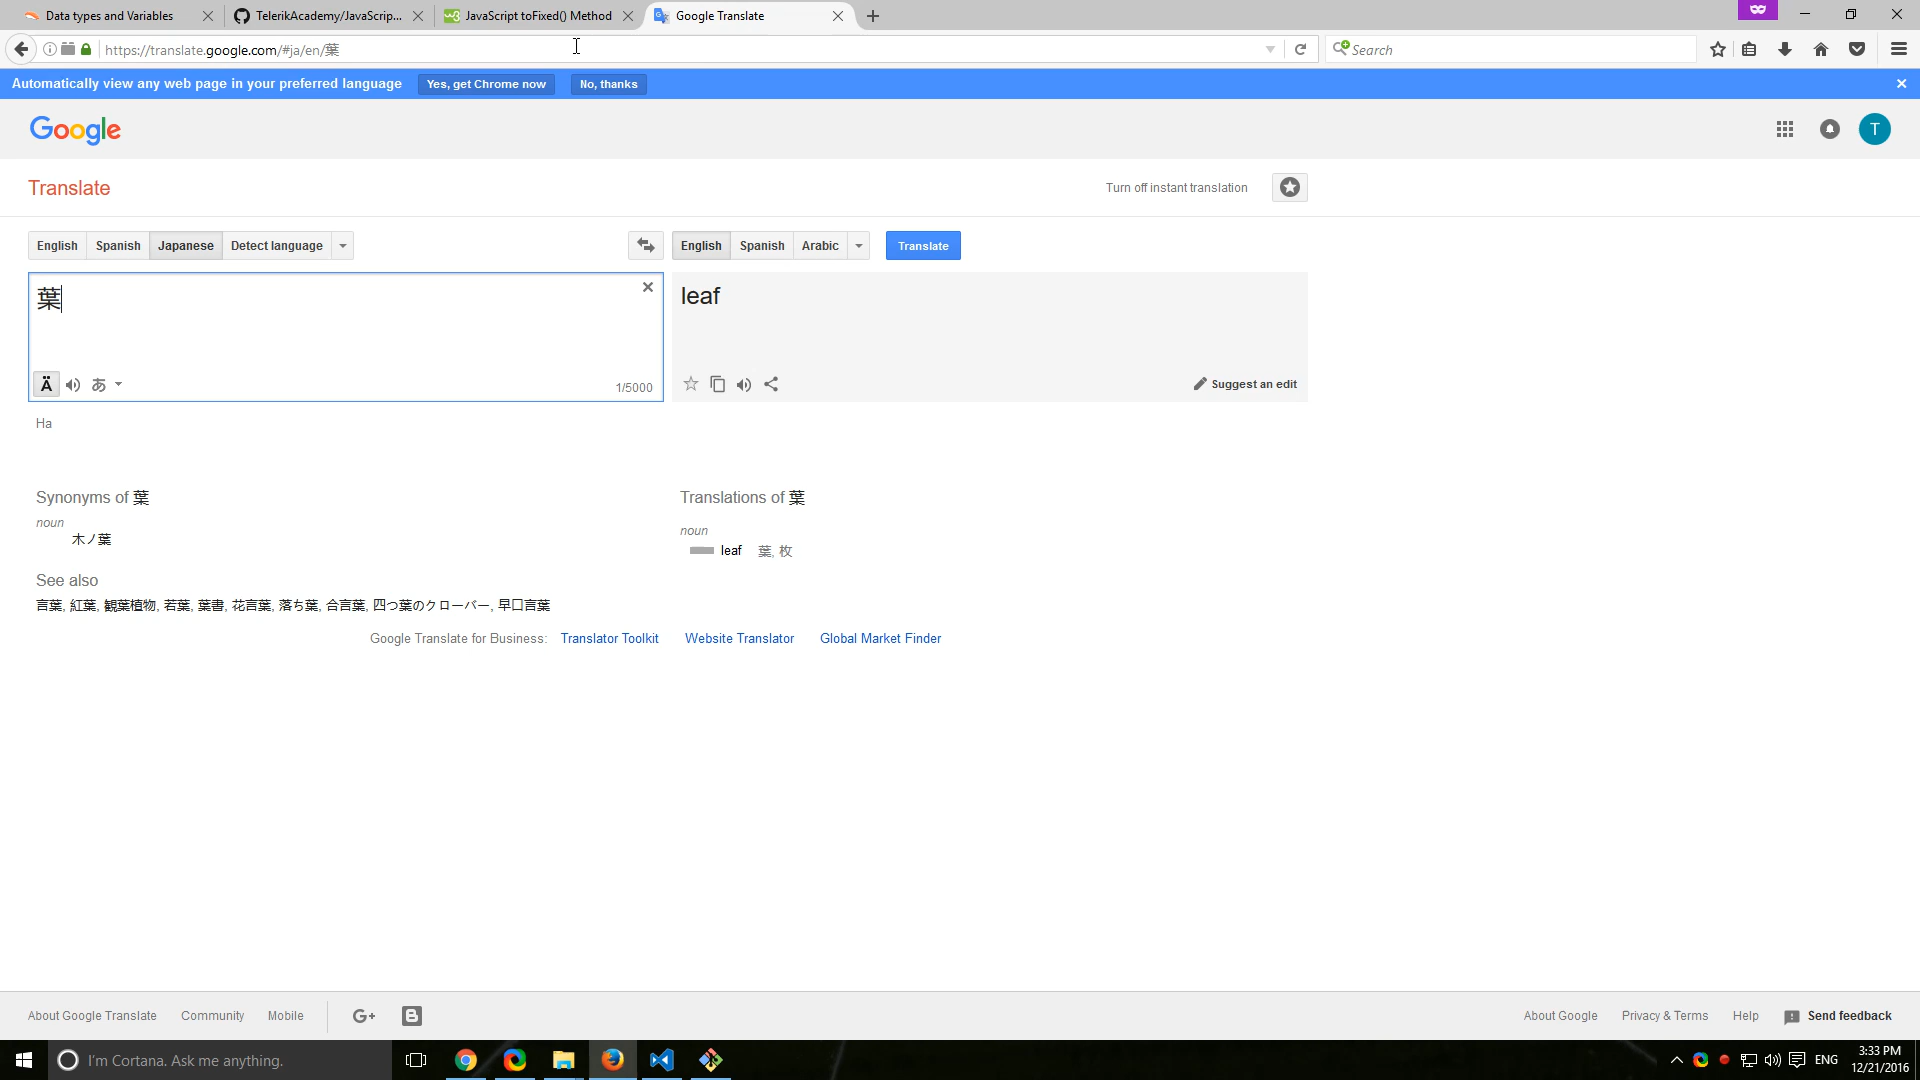 Data types and Variables
TelerikAcademy/JavaScrip...
JavaScript toFixed() Method
Google Translate
https://translate.google.com/#ja/en/葉
Search
Automatically view any web page in your preferred language
Yes, get Chrome now
No, thanks
Google
T
Translate
Turn off instant translation
English Spanish Japanese Detect language
English Spanish Arabic
Translate
葉
leaf
Ä
あ
1/5000
Suggest an edit
Ha
Synonyms of 葉
noun
木ノ葉
See also
言葉, 紅葉, 観葉植物, 若葉, 葉書, 花言葉, 落ち葉, 合言葉, 四つ葉のクローバー, 早口言葉
Translations of 葉
noun
leaf 葉, 枚
Google Translate for Business: Translator Toolkit Website Translator Global Market Finder
About Google Translate Community Mobile
G+
B
About Google Privacy & Terms Help Send feedback
I'm Cortana. Ask me anything.
ENG
3:33 PM
12/21/2016